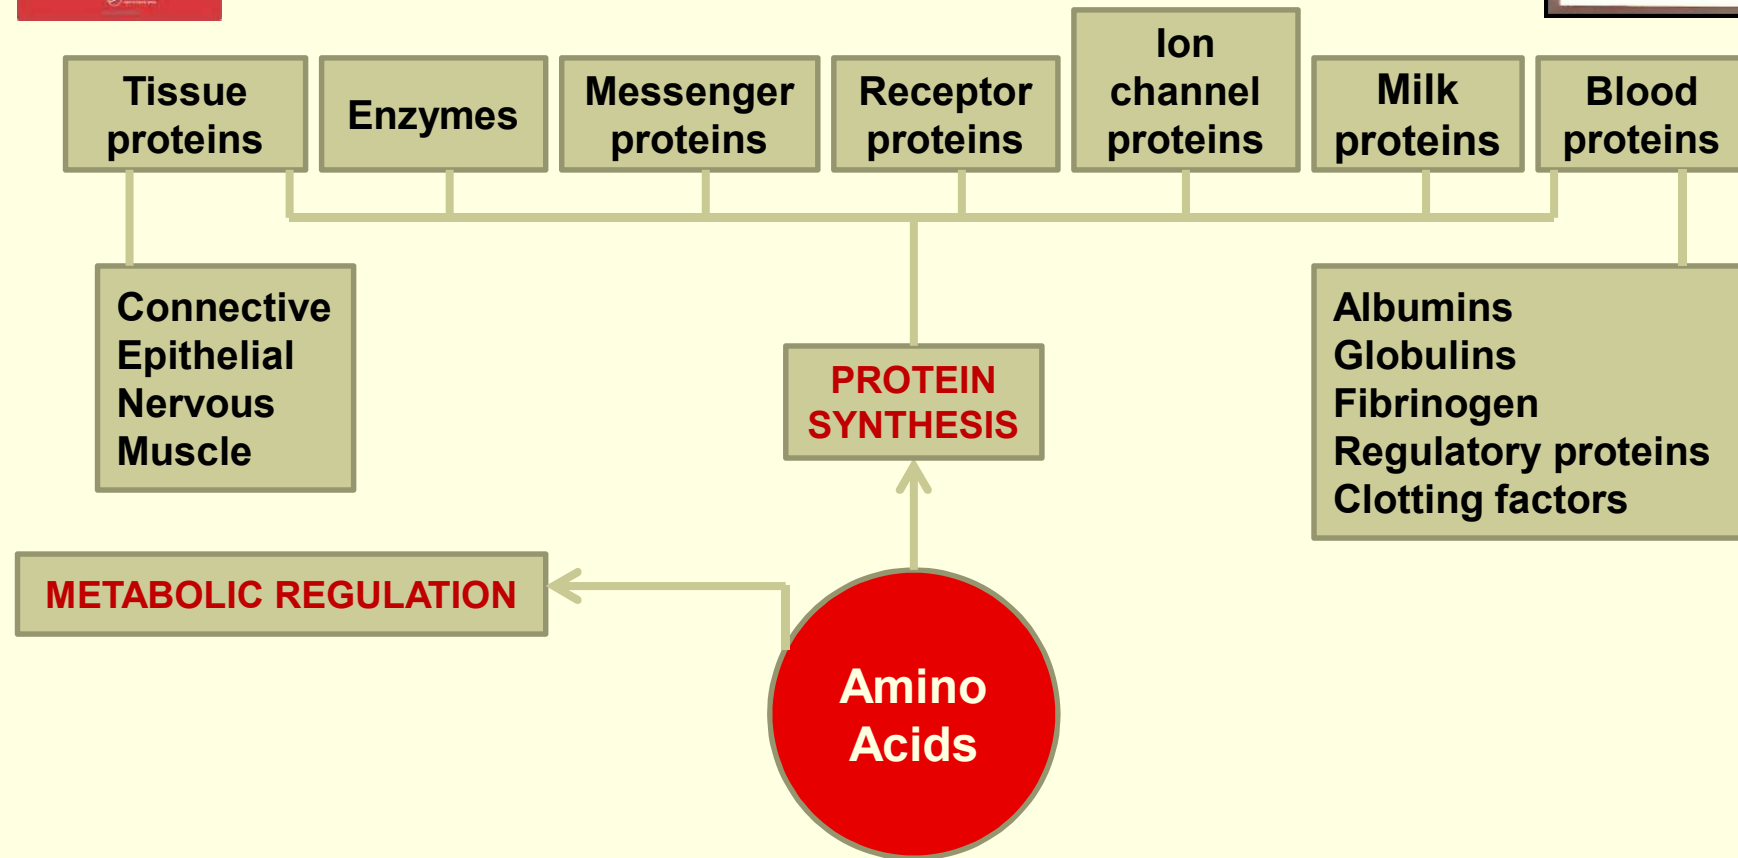 Tissue
proteins
Enzymes
Messenger
proteins
Receptor
proteins
Ion
channel
proteins
Milk
proteins
Blood
proteins
Connective
Epithelial
Nervous
Muscle
Albumins
Globulins
Fibrinogen
Regulatory proteins
Clotting factors
PROTEIN
SYNTHESIS
METABOLIC REGULATION
Amino
Acids